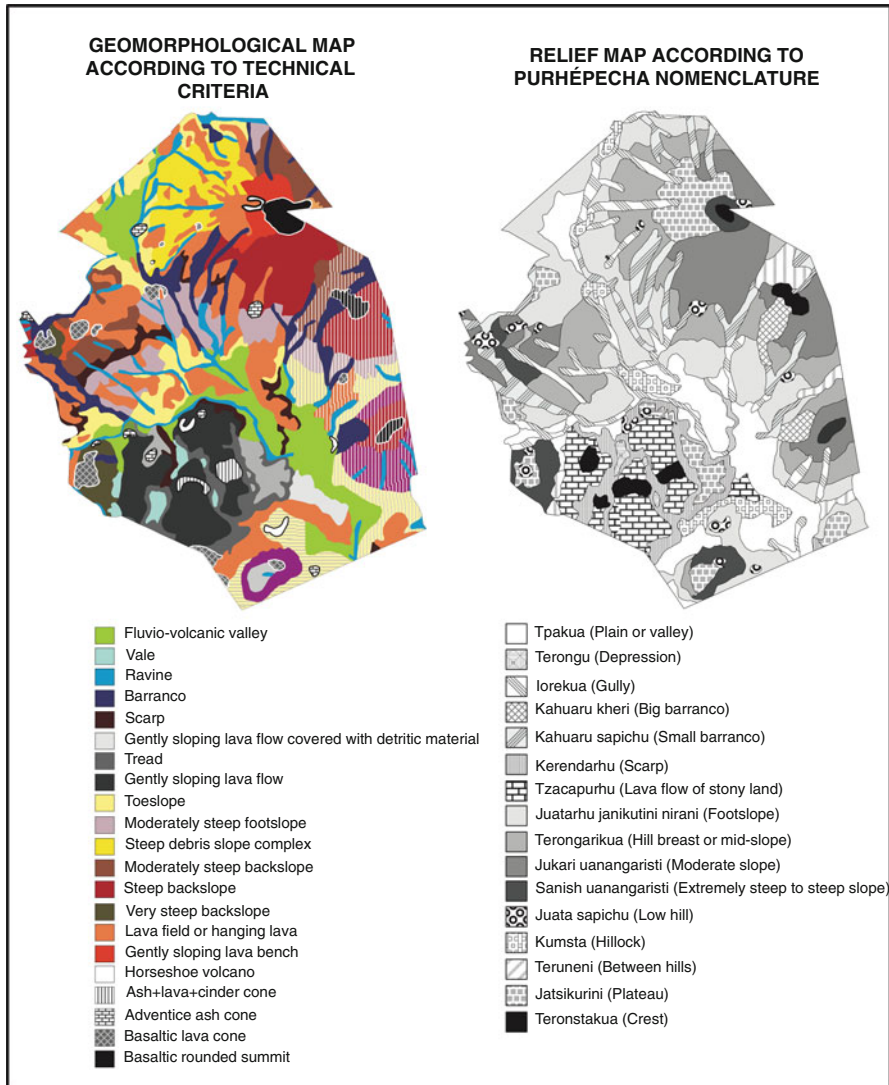 GEOMORPHOLOGICAL MAP
ACCORDING TO TECHNICAL
CRITERIA
RELIEF MAP ACCORDING TO
PURHÉPECHA NOMENCLATURE
Fluvio-volcanic valley
Vale
Ravine
Barranco
Scarp
Gently sloping lava flow covered with detritic material
Tread
Gently sloping lava flow
Toeslope
Moderately steep footslope
Steep debris slope complex
Moderately steep backslope
Steep backslope
Very steep backslope
Lava field or hanging lava
Gently sloping lava bench
Horseshoe volcano
Ash+lava+cinder cone
Adventice ash cone
Basaltic lava cone
Basaltic rounded summit
Tpakua (Plain or valley)
Terongu (Depression)
Iorekua (Gully)
Kahuaru kheri (Big barranco)
Kahuaru sapichu (Small barranco)
Kerendarhu (Scarp)
Tzacapurhu (Lava flow of stony land)
Juatarhu janikutini nirani (Footslope)
Terongarikua (Hill breast or mid-slope)
Jukari uanangaristi (Moderate slope)
Sanish uanangaristi (Extremely steep to steep slope)
Juata sapichu (Low hill)
Kumsta (Hillock)
Teruneni (Between hills)
Jatsikurini (Plateau)
Teronstakua (Crest)